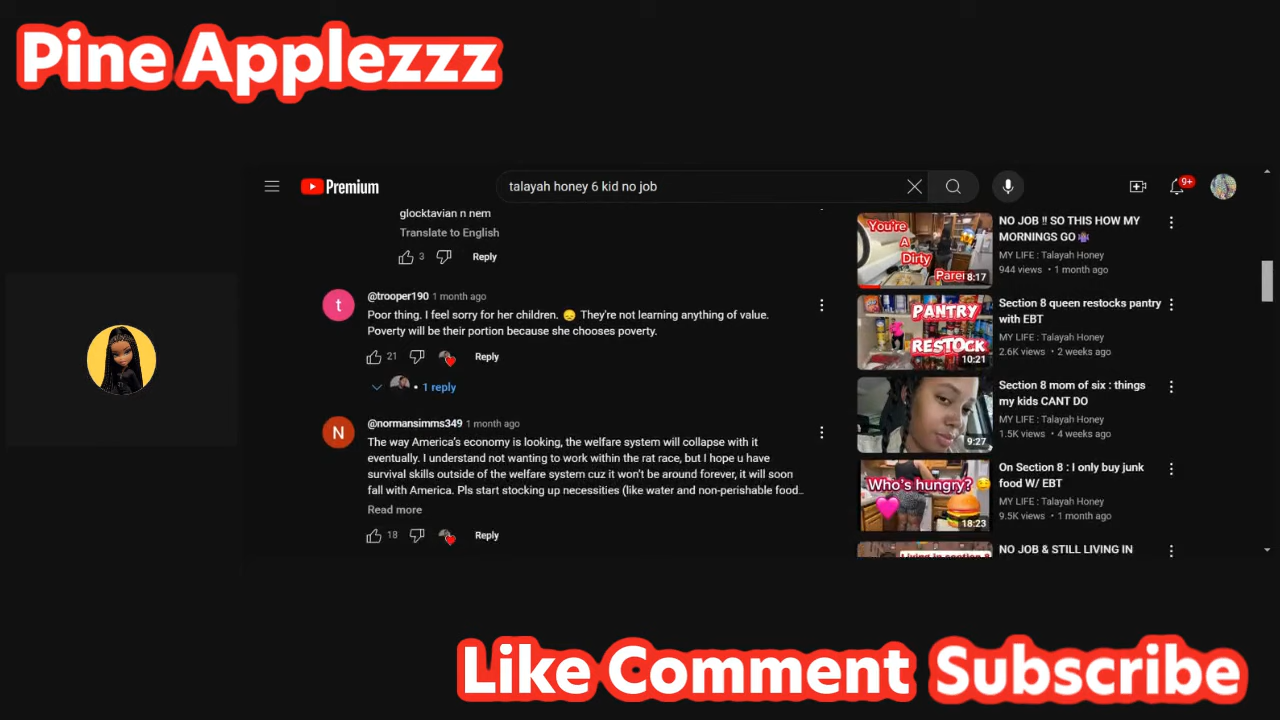 Pine Applezzz
Premium
talayah honey 6 kid no job
9+
glocktavian n nem
Translate to English
3
Reply
@trooper190 1 month ago
Poor thing. I feel sorry for her children. 😞 They're not learning anything of value.
Poverty will be their portion because she chooses poverty.
21
Reply
t
1 reply
@normansimms349 1 month ago
N
The way America's economy is looking, the welfare system will collapse with it
eventually. I understand not wanting to work within the rat race, but I hope u have
survival skills outside of the welfare system cuz it won't be around forever, it will soon
fall with America. Pls start stocking up necessities (like water and non-perishable food...
Read more
18
Reply
You're
A
Dirty
Paren
8:17
NO JOB !! SO THIS HOW MY
MORNINGS GO
MY LIFE : Talayah Honey
944 views • 1 month ago
PANTRY
RESTOCK
10:21
Section 8 queen restocks pantry
with EBT
MY LIFE : Talayah Honey
2.6K views • 2 weeks ago
9:27
Section 8 mom of six : things
my kids CANT DO
MY LIFE : Talayah Honey
1.5K views • 4 weeks ago
Who's hungry?
18:23
On Section 8 : I only buy junk
food W/ EBT
MY LIFE : Talayah Honey
9.5K views • 1 month ago
Living in section 8
NO JOB & STILL LIVING IN
Like Comment Subscribe